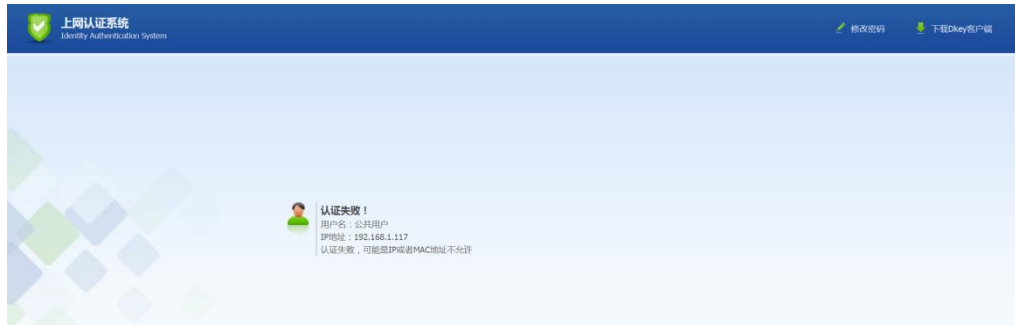 上网认证系统
Identity Authentication System
修改密码
下载Dkey客户端
认证失败！
用户名：公共用户
IP地址：192.168.1.117
认证失败，可能是IP或者MAC地址不允许